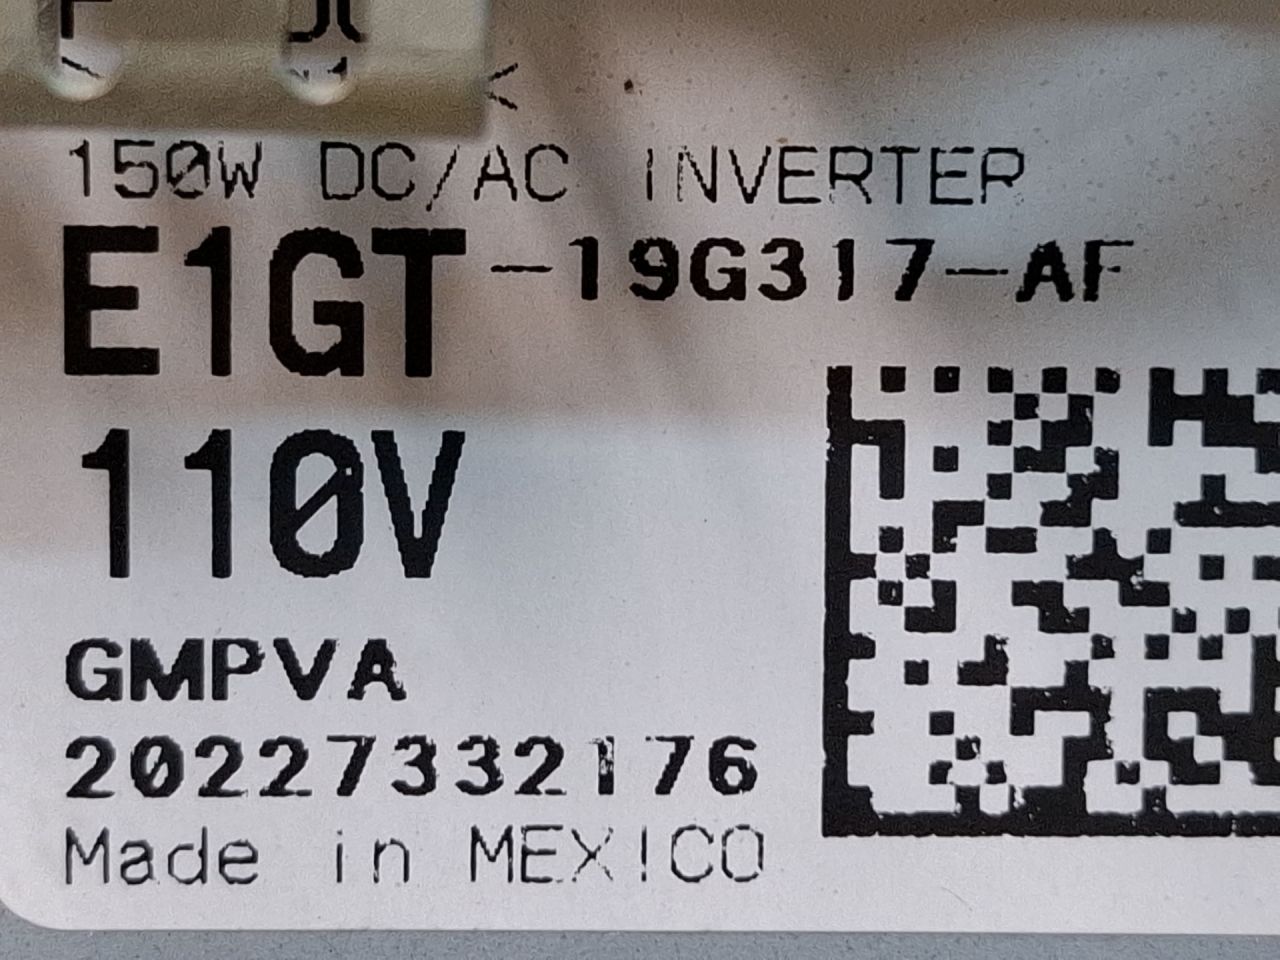 150W DC/AC INVERTER
E1GT-19G317-AF
110V
GMPVA
20227332176
Made in MEXICO